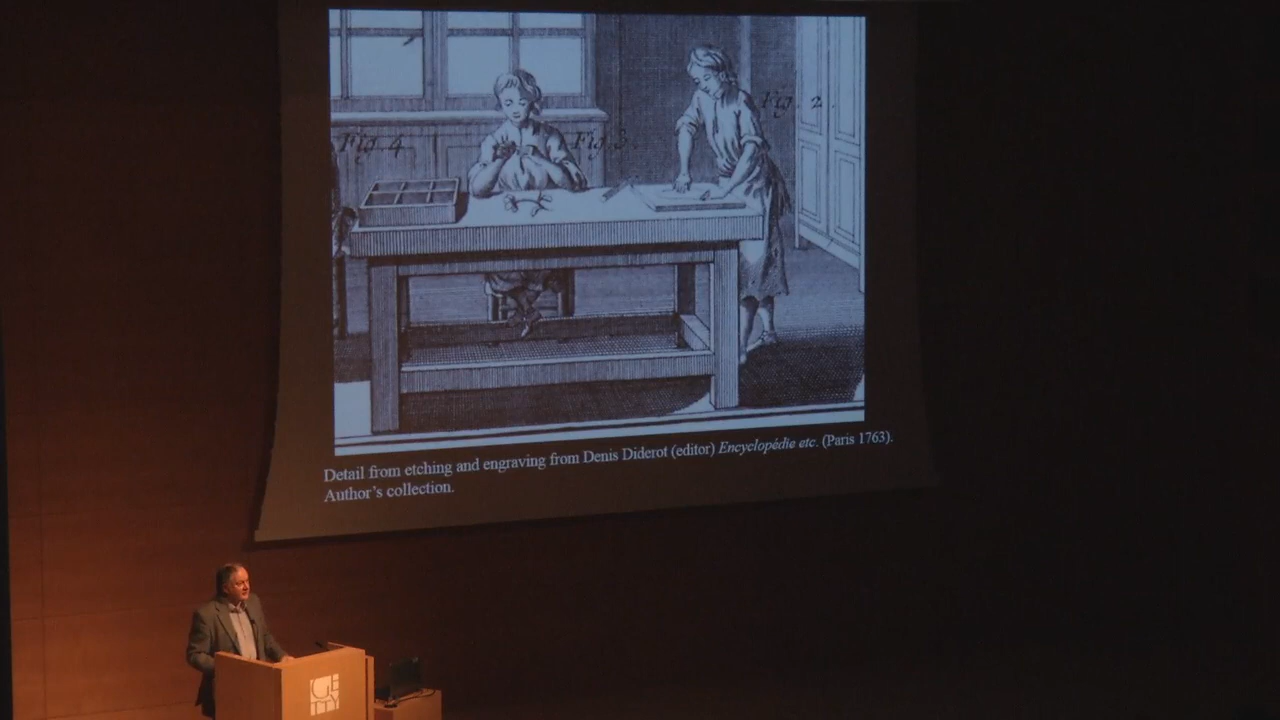 Fig. 2.
Fig. 4
Fig. 3.
Detail from etching and engraving from Denis Diderot (editor) Encyclopédie etc. (Paris 1763).
Author's collection.
GETTY